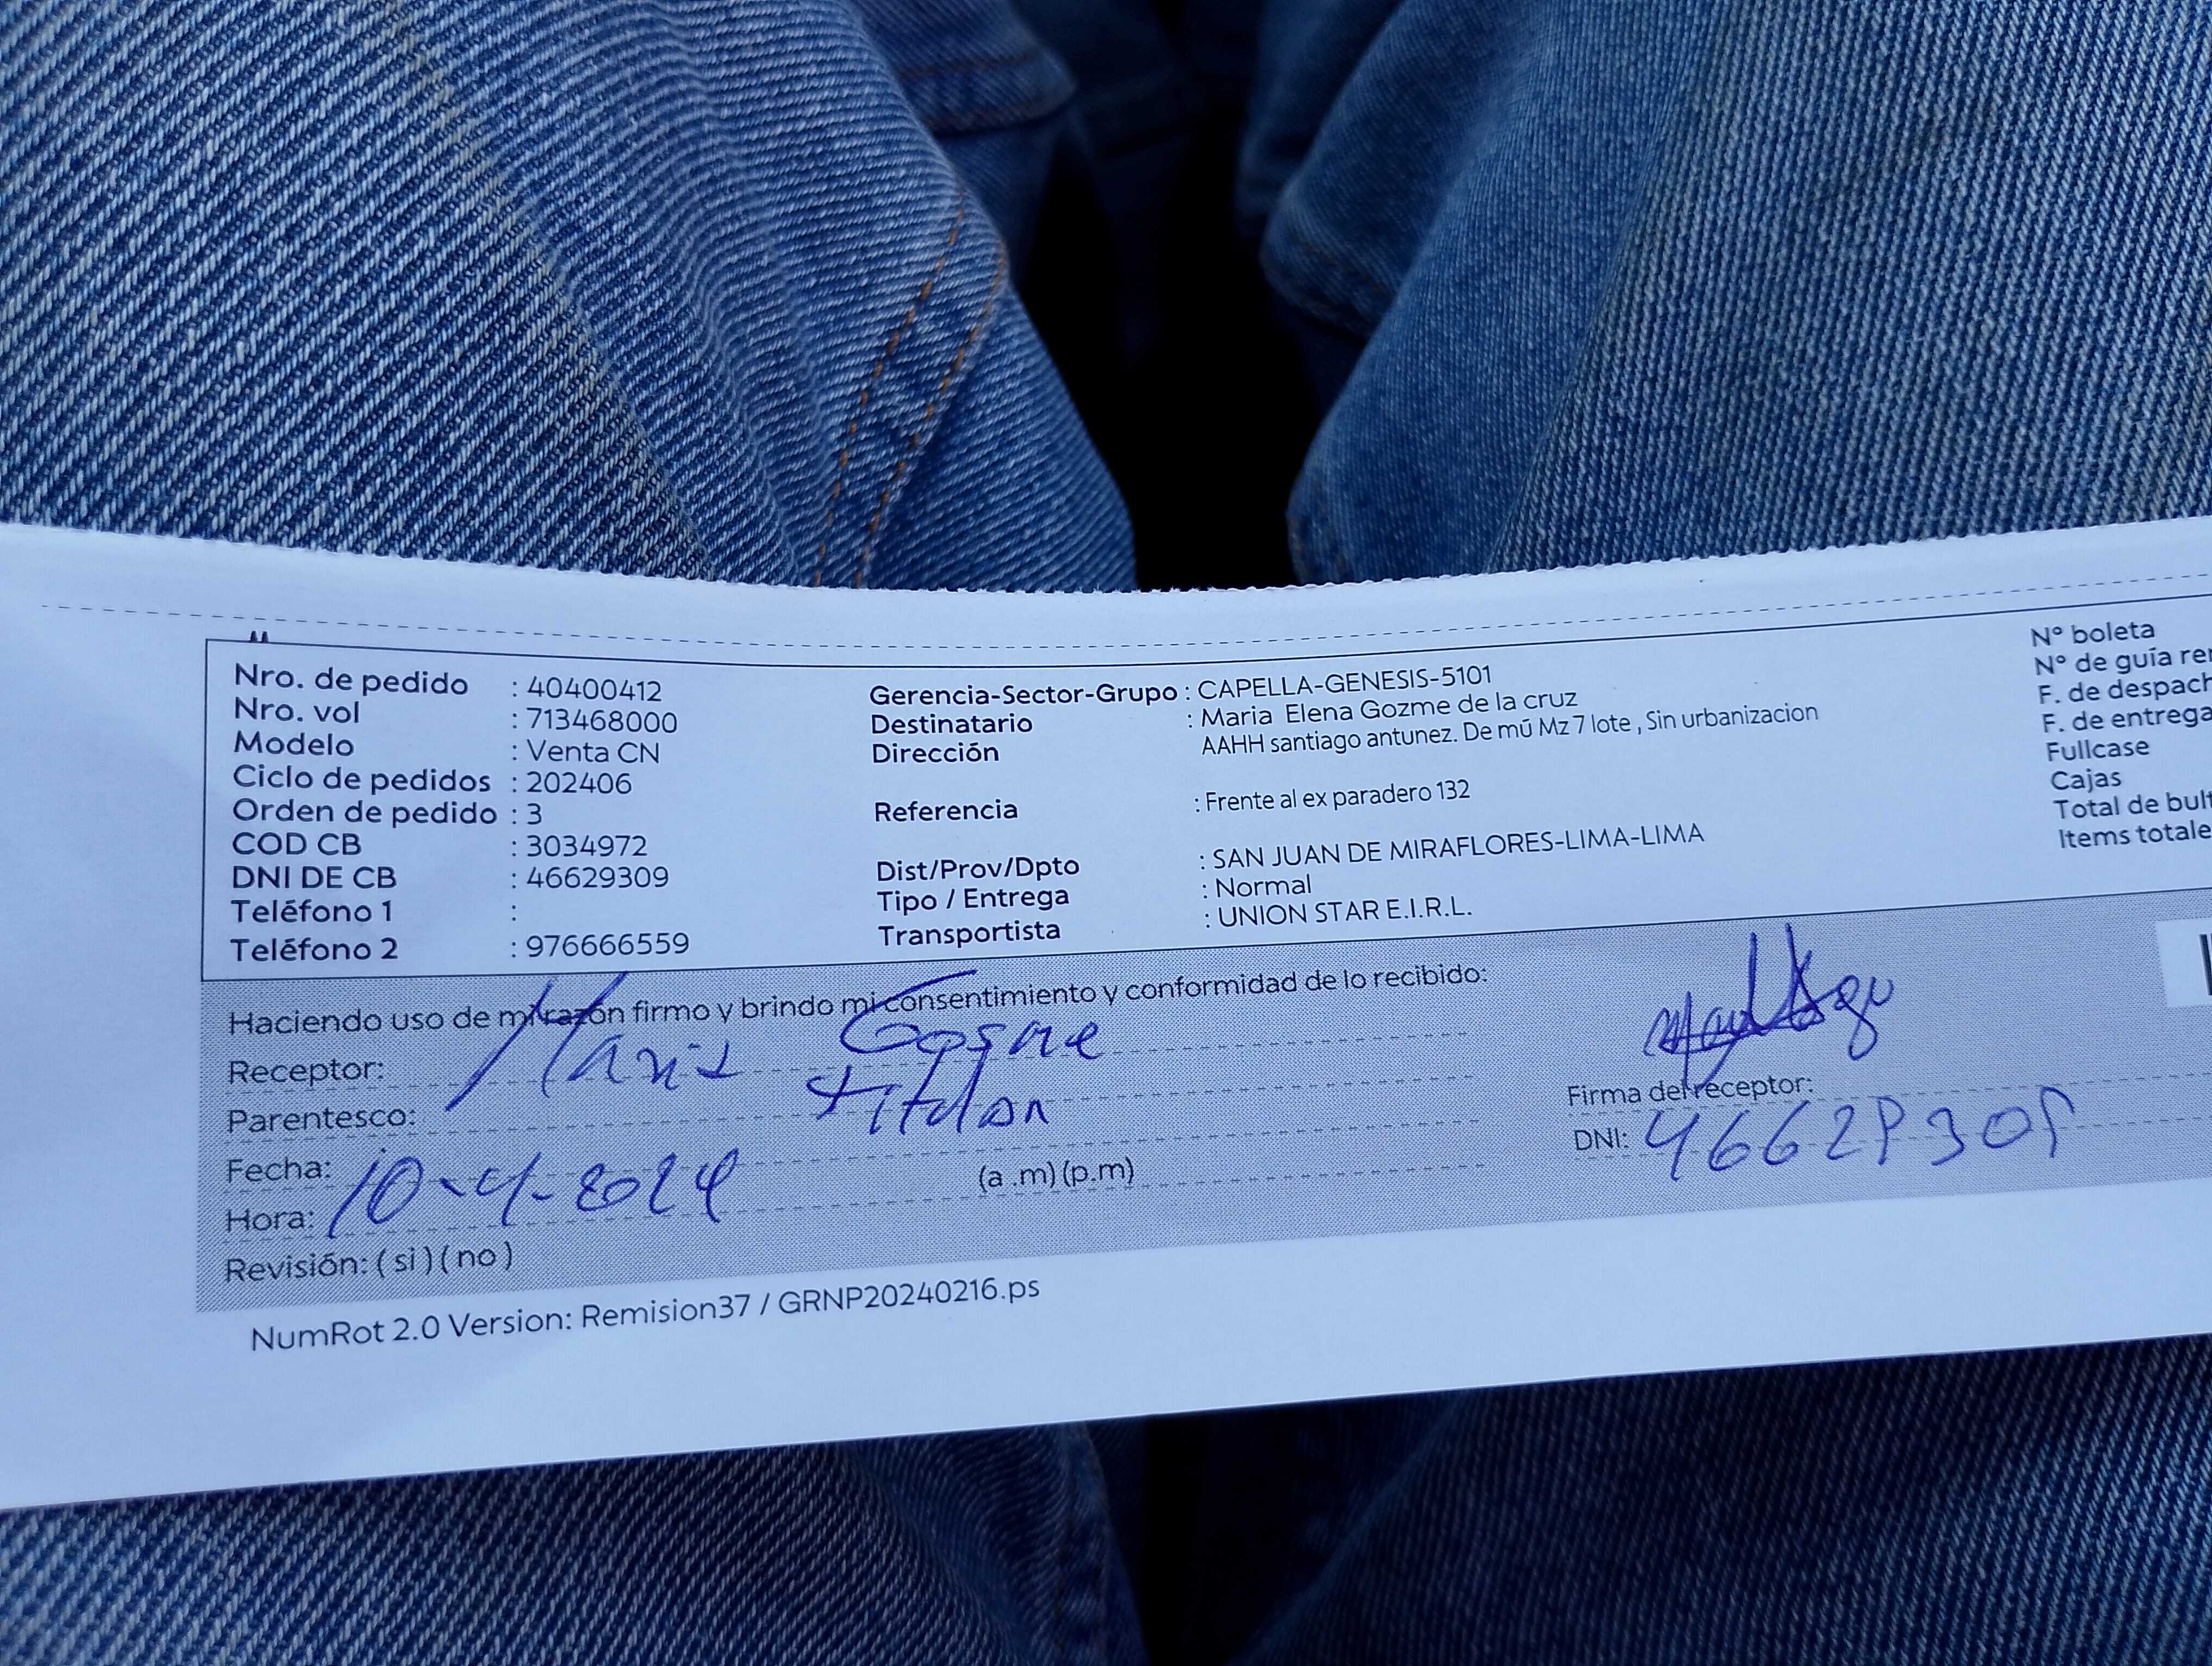 Nro. de pedido : 40400412
Nro. vol : 713468000
Modelo : Venta CN
Ciclo de pedidos : 202406
Orden de pedido : 3
COD CB : 3034972
DNI DE CB : 46629309
Teléfono 1 :
Teléfono 2 : 976666559
Gerencia-Sector-Grupo : CAPELLA-GENESIS-5101
Destinatario : Maria Elena Gozme de la cruz
Dirección AAHH santiago antunez. De mú Mz 7 lote , Sin urbanizacion
Referencia : Frente al ex paradero 132
Dist/Prov/Dpto : SAN JUAN DE MIRAFLORES-LIMA-LIMA
Tipo / Entrega : Normal
Transportista : UNION STAR E.I.R.L.
N° boleta
N° de guía rer
F. de despach
F. de entrega
Fullcase
Cajas
Total de bult
Items totale
Haciendo uso de mi razón firmo y brindo mi consentimiento y conformidad de lo recibido:
Receptor: Maria Gosme
Parentesco: titular
Fecha: 10-4-2024
Hora: (a .m) (p.m)
Revisión: ( si ) ( no )
Firma del receptor:
DNI: 46629309
NumRot 2.0 Version: Remision37 / GRNP20240216.ps